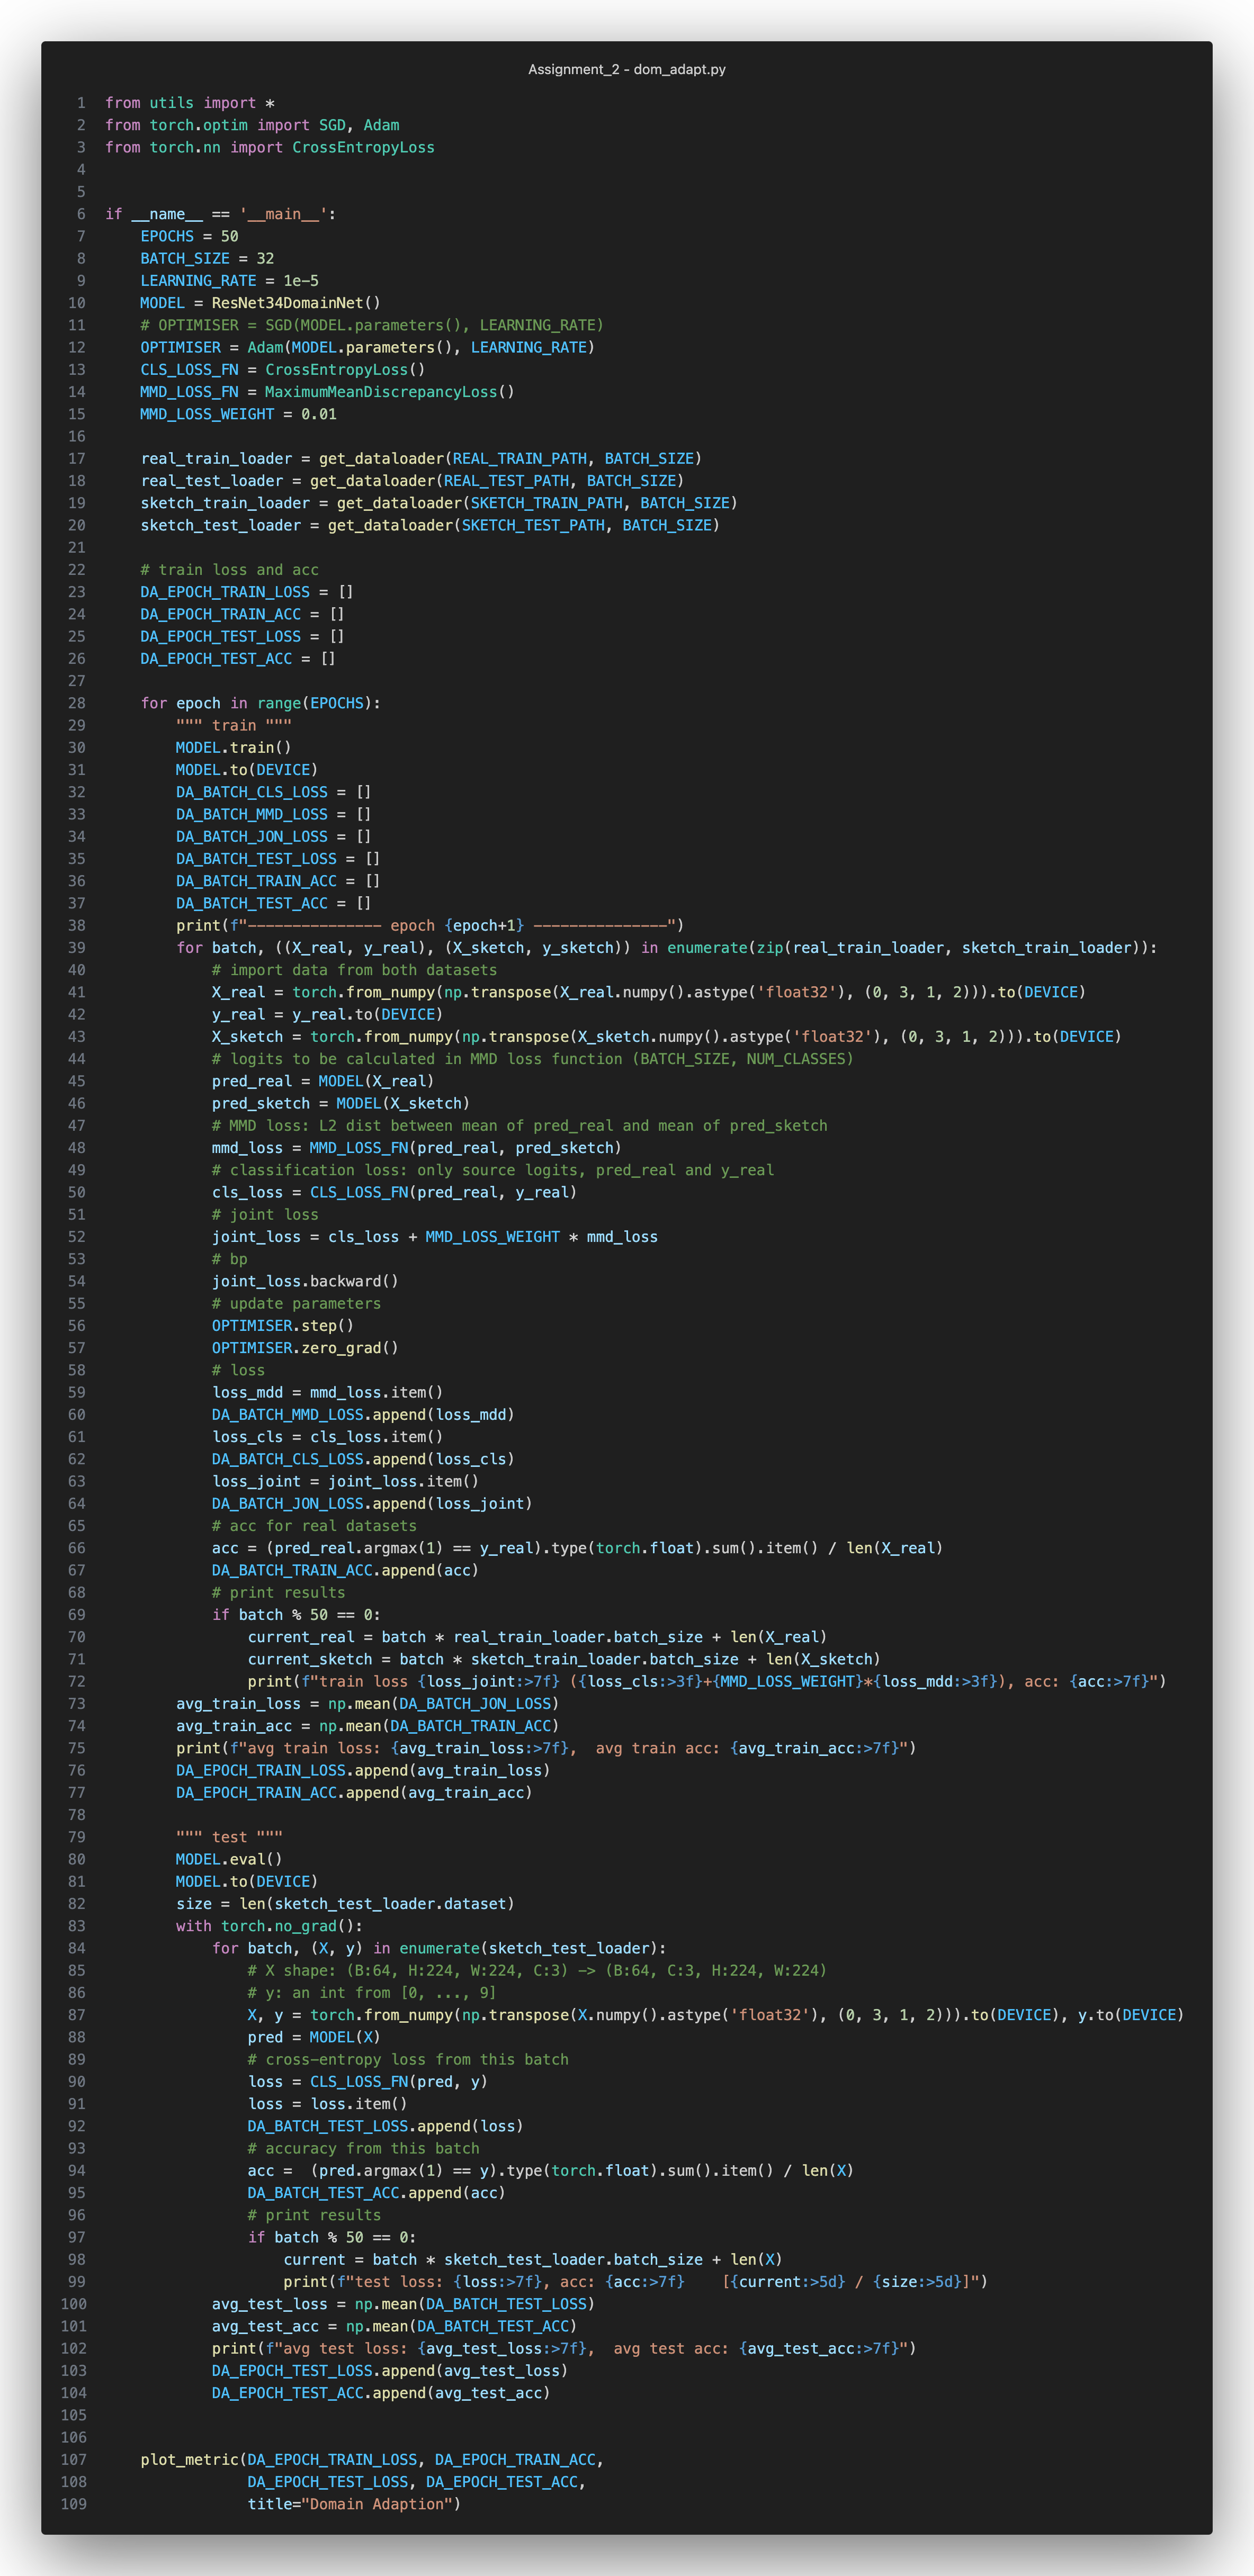 Assignment_2 - dom_adapt.py
1 from utils import *
2 from torch.optim import SGD, Adam
3 from torch.nn import CrossEntropyLoss
4
5
6 if __name__ == '__main__':
7     EPOCHS = 50
8     BATCH_SIZE = 32
9     LEARNING_RATE = 1e-5
10     MODEL = ResNet34DomainNet()
11     # OPTIMISER = SGD(MODEL.parameters(), LEARNING_RATE)
12     OPTIMISER = Adam(MODEL.parameters(), LEARNING_RATE)
13     CLS_LOSS_FN = CrossEntropyLoss()
14     MMD_LOSS_FN = MaximumMeanDiscrepancyLoss()
15     MMD_LOSS_WEIGHT = 0.01
16
17     real_train_loader = get_dataloader(REAL_TRAIN_PATH, BATCH_SIZE)
18     real_test_loader = get_dataloader(REAL_TEST_PATH, BATCH_SIZE)
19     sketch_train_loader = get_dataloader(SKETCH_TRAIN_PATH, BATCH_SIZE)
20     sketch_test_loader = get_dataloader(SKETCH_TEST_PATH, BATCH_SIZE)
21
22     # train loss and acc
23     DA_EPOCH_TRAIN_LOSS = []
24     DA_EPOCH_TRAIN_ACC = []
25     DA_EPOCH_TEST_LOSS = []
26     DA_EPOCH_TEST_ACC = []
27
28     for epoch in range(EPOCHS):
29         """ train """
30         MODEL.train()
31         MODEL.to(DEVICE)
32         DA_BATCH_CLS_LOSS = []
33         DA_BATCH_MMD_LOSS = []
34         DA_BATCH_JON_LOSS = []
35         DA_BATCH_TEST_LOSS = []
36         DA_BATCH_TRAIN_ACC = []
37         DA_BATCH_TEST_ACC = []
38         print(f"--------------- epoch {epoch+1} ---------------")
39         for batch, ((X_real, y_real), (X_sketch, y_sketch)) in enumerate(zip(real_train_loader, sketch_train_loader)):
40             # import data from both datasets
41             X_real = torch.from_numpy(np.transpose(X_real.numpy().astype('float32'), (0, 3, 1, 2))).to(DEVICE)
42             y_real = y_real.to(DEVICE)
43             X_sketch = torch.from_numpy(np.transpose(X_sketch.numpy().astype('float32'), (0, 3, 1, 2))).to(DEVICE)
44             # logits to be calculated in MMD loss function (BATCH_SIZE, NUM_CLASSES)
45             pred_real = MODEL(X_real)
46             pred_sketch = MODEL(X_sketch)
47             # MMD loss: L2 dist between mean of pred_real and mean of pred_sketch
48             mmd_loss = MMD_LOSS_FN(pred_real, pred_sketch)
49             # classification loss: only source logits, pred_real and y_real
50             cls_loss = CLS_LOSS_FN(pred_real, y_real)
51             # joint loss
52             joint_loss = cls_loss + MMD_LOSS_WEIGHT * mmd_loss
53             # bp
54             joint_loss.backward()
55             # update parameters
56             OPTIMISER.step()
57             OPTIMISER.zero_grad()
58             # loss
59             loss_mdd = mmd_loss.item()
60             DA_BATCH_MMD_LOSS.append(loss_mdd)
61             loss_cls = cls_loss.item()
62             DA_BATCH_CLS_LOSS.append(loss_cls)
63             loss_joint = joint_loss.item()
64             DA_BATCH_JON_LOSS.append(loss_joint)
65             # acc for real datasets
66             acc = (pred_real.argmax(1) == y_real).type(torch.float).sum().item() / len(X_real)
67             DA_BATCH_TRAIN_ACC.append(acc)
68             # print results
69             if batch % 50 == 0:
70                 current_real = batch * real_train_loader.batch_size + len(X_real)
71                 current_sketch = batch * sketch_train_loader.batch_size + len(X_sketch)
72                 print(f"train loss {loss_joint:>7f} ({loss_cls:>3f}+{MMD_LOSS_WEIGHT}*{loss_mdd:>3f}), acc: {acc:>7f}")
73         avg_train_loss = np.mean(DA_BATCH_JON_LOSS)
74         avg_train_acc = np.mean(DA_BATCH_TRAIN_ACC)
75         print(f"avg train loss: {avg_train_loss:>7f},  avg train acc: {avg_train_acc:>7f}")
76         DA_EPOCH_TRAIN_LOSS.append(avg_train_loss)
77         DA_EPOCH_TRAIN_ACC.append(avg_train_acc)
78
79         """ test """
80         MODEL.eval()
81         MODEL.to(DEVICE)
82         size = len(sketch_test_loader.dataset)
83         with torch.no_grad():
84             for batch, (X, y) in enumerate(sketch_test_loader):
85                 # X shape: (B:64, H:224, W:224, C:3) -> (B:64, C:3, H:224, W:224)
86                 # y: an int from [0, ..., 9]
87                 X, y = torch.from_numpy(np.transpose(X.numpy().astype('float32'), (0, 3, 1, 2))).to(DEVICE), y.to(DEVICE)
88                 pred = MODEL(X)
89                 # cross-entropy loss from this batch
90                 loss = CLS_LOSS_FN(pred, y)
91                 loss = loss.item()
92                 DA_BATCH_TEST_LOSS.append(loss)
93                 # accuracy from this batch
94                 acc =  (pred.argmax(1) == y).type(torch.float).sum().item() / len(X)
95                 DA_BATCH_TEST_ACC.append(acc)
96                 # print results
97                 if batch % 50 == 0:
98                     current = batch * sketch_test_loader.batch_size + len(X)
99                     print(f"test loss: {loss:>7f}, acc: {acc:>7f}    [{current:>5d} / {size:>5d}]")
100             avg_test_loss = np.mean(DA_BATCH_TEST_LOSS)
101             avg_test_acc = np.mean(DA_BATCH_TEST_ACC)
102             print(f"avg test loss: {avg_test_loss:>7f},  avg test acc: {avg_test_acc:>7f}")
103             DA_EPOCH_TEST_LOSS.append(avg_test_loss)
104             DA_EPOCH_TEST_ACC.append(avg_test_acc)
105
106
107     plot_metric(DA_EPOCH_TRAIN_LOSS, DA_EPOCH_TRAIN_ACC,
108                 DA_EPOCH_TEST_LOSS, DA_EPOCH_TEST_ACC,
109                 title="Domain Adaption")